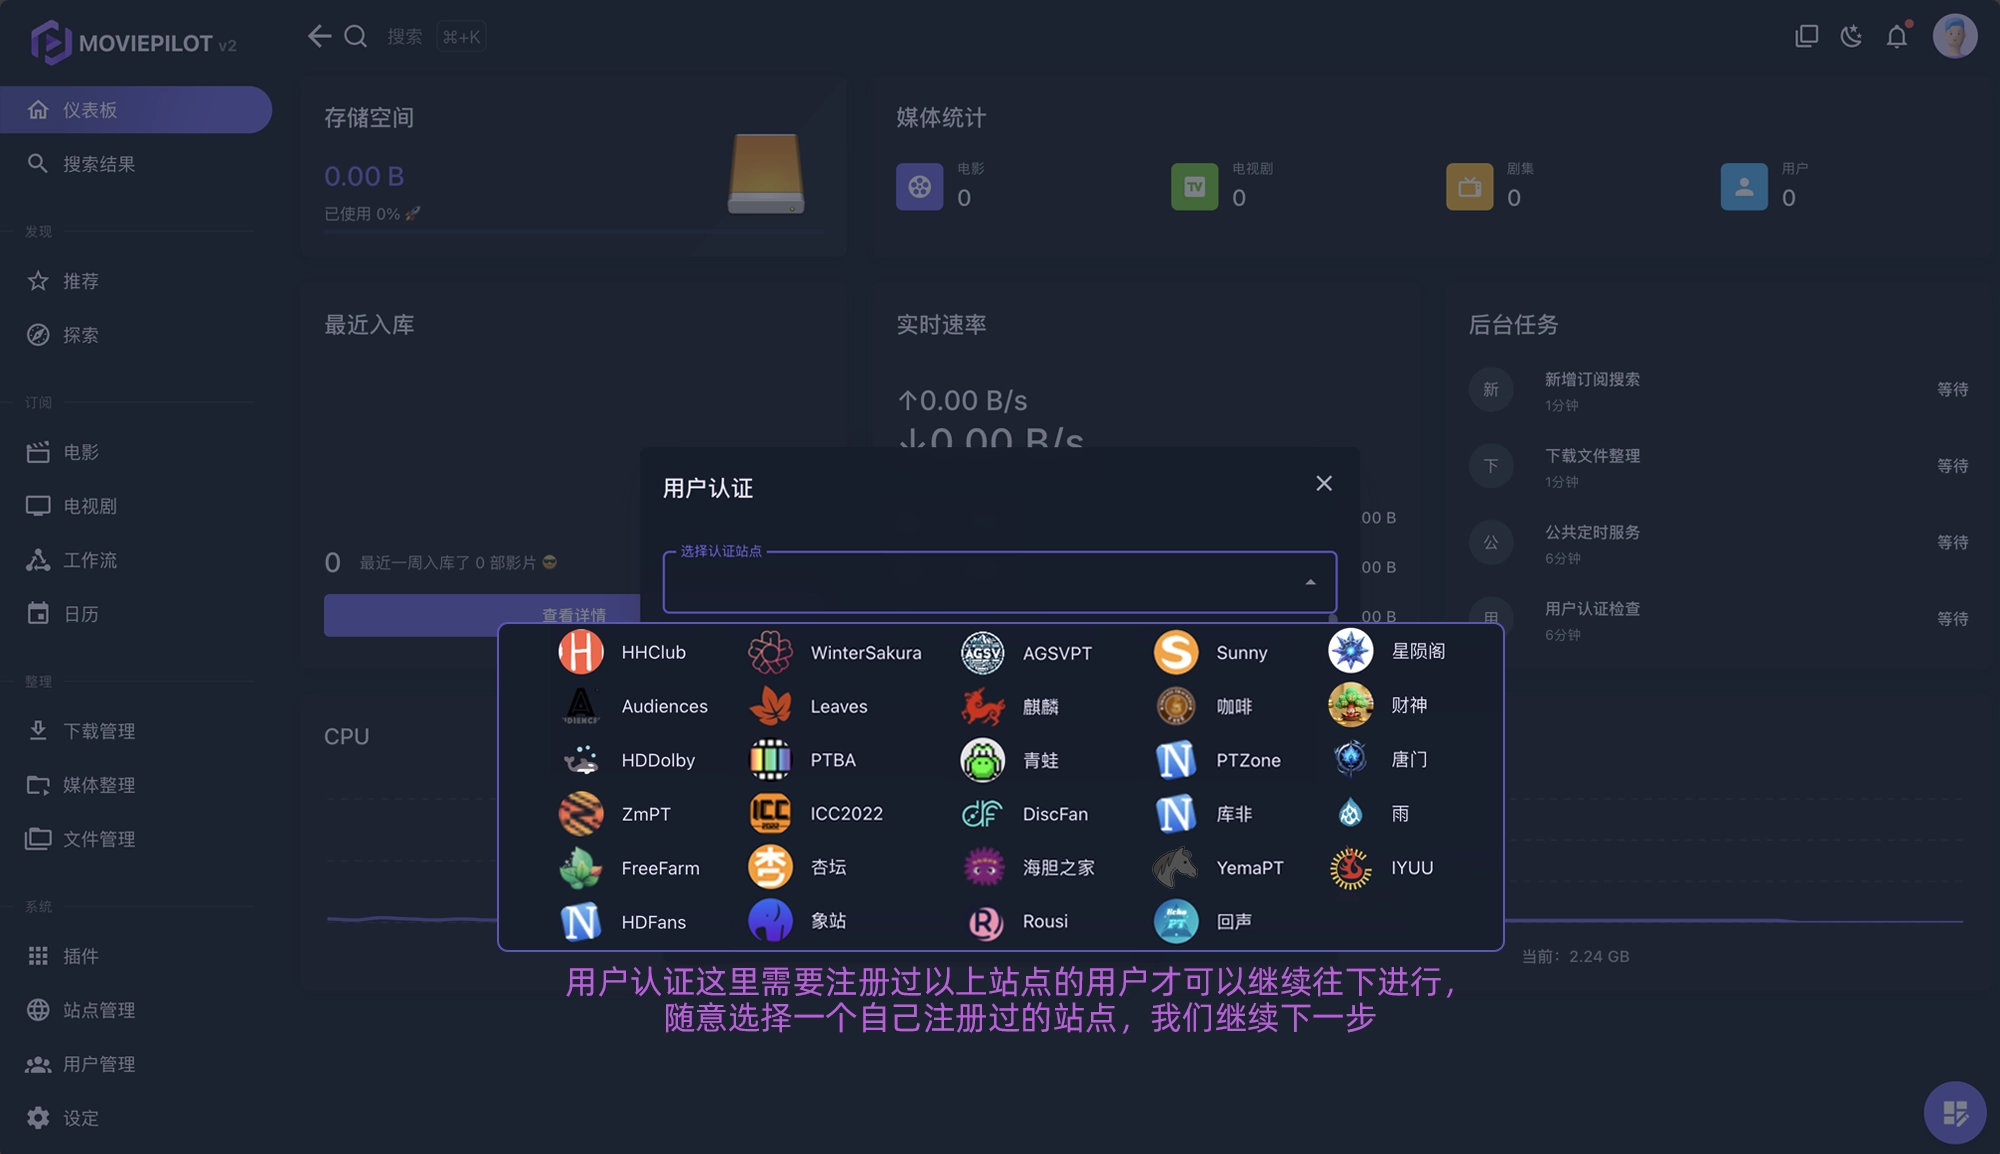 MOVIEPILOT v2
搜索 ⌘+K
仪表板
搜索结果
发现
推荐
探索
订阅
电影
电视剧
工作流
日历
整理
下载管理
媒体整理
文件管理
系统
插件
站点管理
用户管理
设定
存储空间
0.00 B
已使用 0% 🚀
媒体统计
电影
0
电视剧
0
剧集
0
用户
0
TV
最近入库
0 最近一周入库了 0 部影片 😎
查看详情
实时速率
↑0.00 B/s
↓0.00 B/s
00 B
00 B
00 B
后台任务
新 新增订阅搜索 等待
1分钟
下 下载文件整理 等待
1分钟
公 公共定时服务 等待
6分钟
用 用户认证检查 等待
6分钟
CPU
当前：2.24 GB
用户认证
选择认证站点
HHClub WinterSakura AGSVPT Sunny 星陨阁
Audiences Leaves 麒麟 咖啡 财神
HDDolby PTBA 青蛙 PTZone 唐门
ZmPT ICC2022 DiscFan 库非 雨
FreeFarm 杏坛 海胆之家 YemaPT IYUU
HDFans 象站 Rousi 回声
用户认证这里需要注册过以上站点的用户才可以继续往下进行，
随意选择一个自己注册过的站点，我们继续下一步